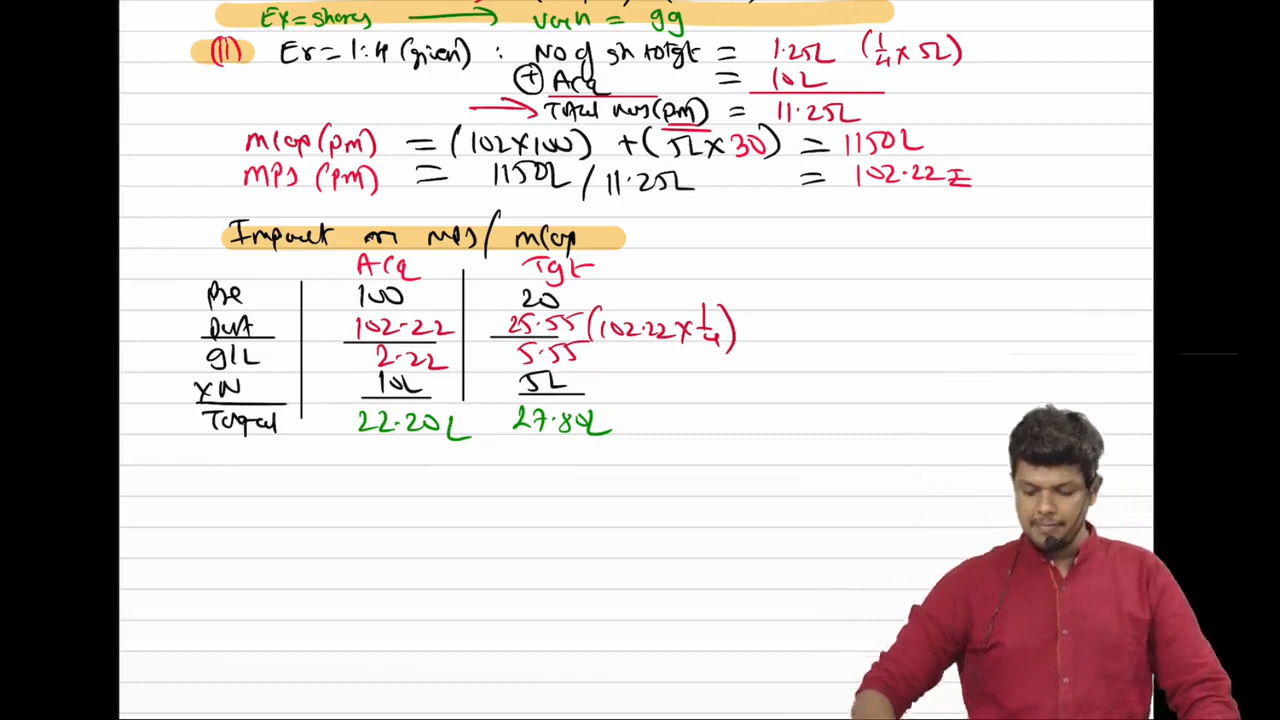 Ex = shares → = gg
(II) Er = 1:4 (given) : No of sh to tgt = 1.25L (1/4 x 5L)
(+) Acq = 10L
→ Total nos (pm) = 11.25L
mcap (pm) = (10L x 100) + (5L x 30) = 1150L
MPS (pm) = 1150L / 11.25L = 102.22
Impact on MPS / mcap
Acq Tgt
Pre 100 20
Post 102.22 25.55 (102.22 x 1/4)
g/L 2.22 5.55
x N 10L 5L
Total 22.20L 27.80L